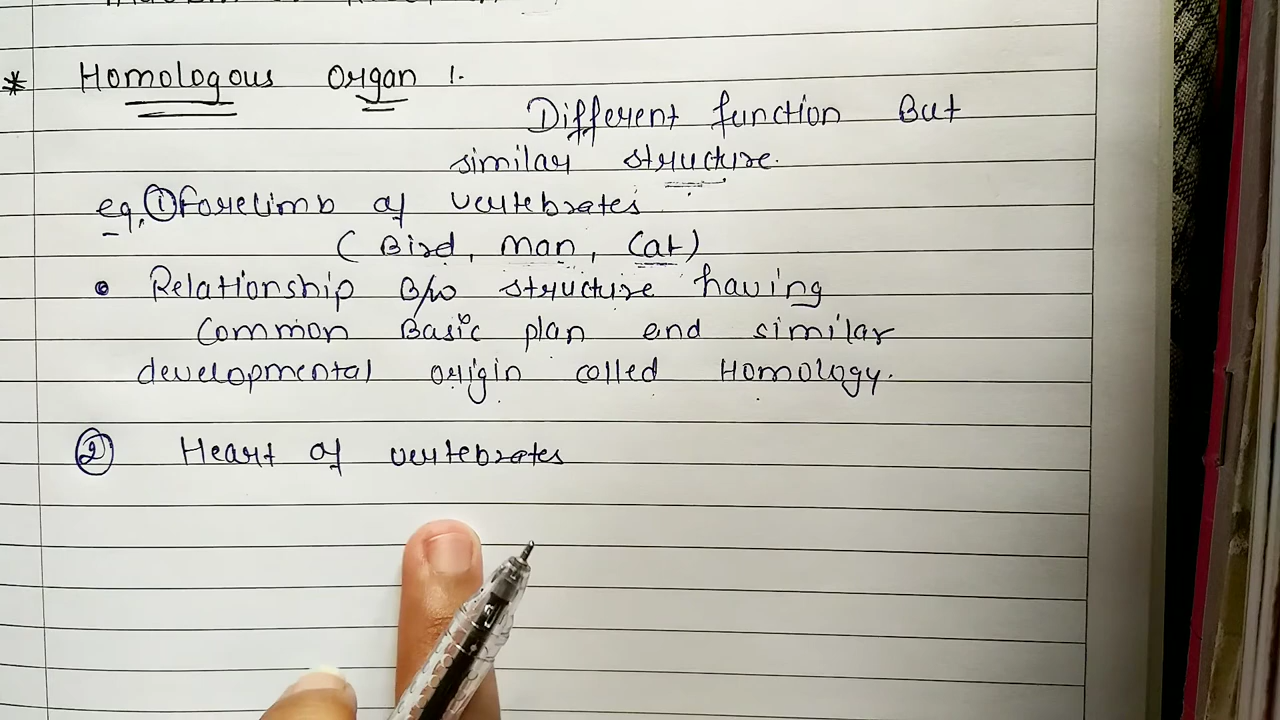 * Homologous Organ :-
Different function But
similar structure.
eg. ① Forelimb of vertebrates
( Bird, man, Cat)
• Relationship B/w structure having
Common Basic plan and similar
developmental origin called Homology.
② Heart of vertebrates